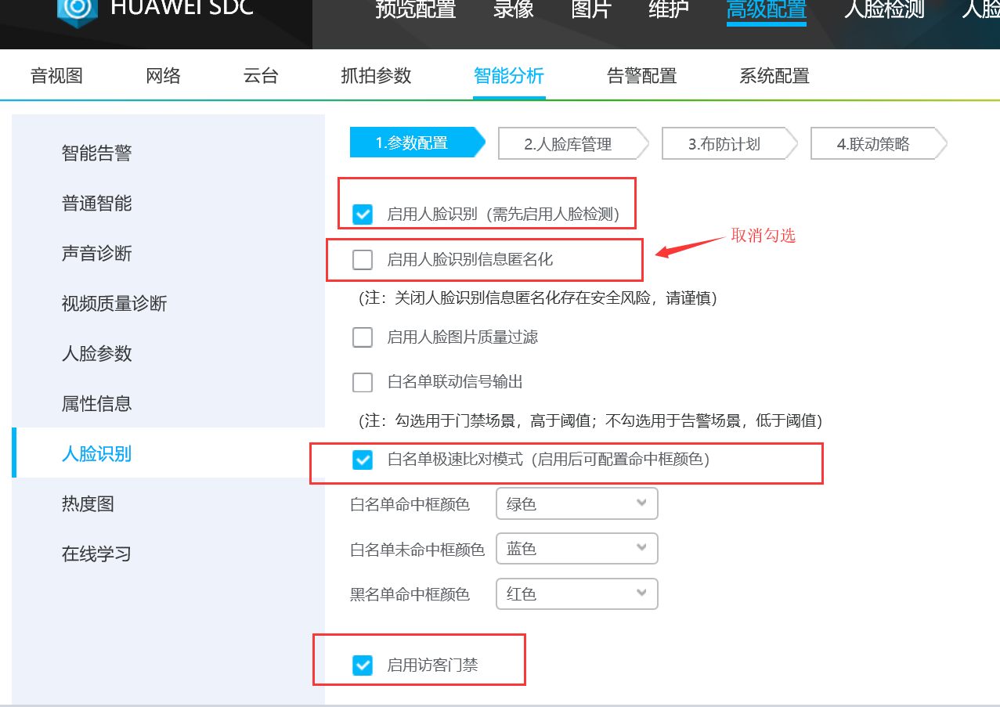 HUAWEI SDC
预览配置 录像 图片 维护 高级配置 人脸检测 人脸
音视图 网络 云台 抓拍参数 智能分析 告警配置 系统配置
智能告警
普通智能
声音诊断
视频质量诊断
人脸参数
属性信息
人脸识别
热度图
在线学习
1.参数配置 2.人脸库管理 3.布防计划 4.联动策略
启用人脸识别（需先启用人脸检测）
启用人脸识别信息匿名化
取消勾选
（注：关闭人脸识别信息匿名化存在安全风险，请谨慎）
启用人脸图片质量过滤
白名单联动信号输出
（注：勾选用于门禁场景，高于阈值；不勾选用于告警场景，低于阈值）
白名单极速比对模式（启用后可配置命中框颜色）
白名单命中框颜色 绿色
白名单未命中框颜色 蓝色
黑名单命中框颜色 红色
启用访客门禁